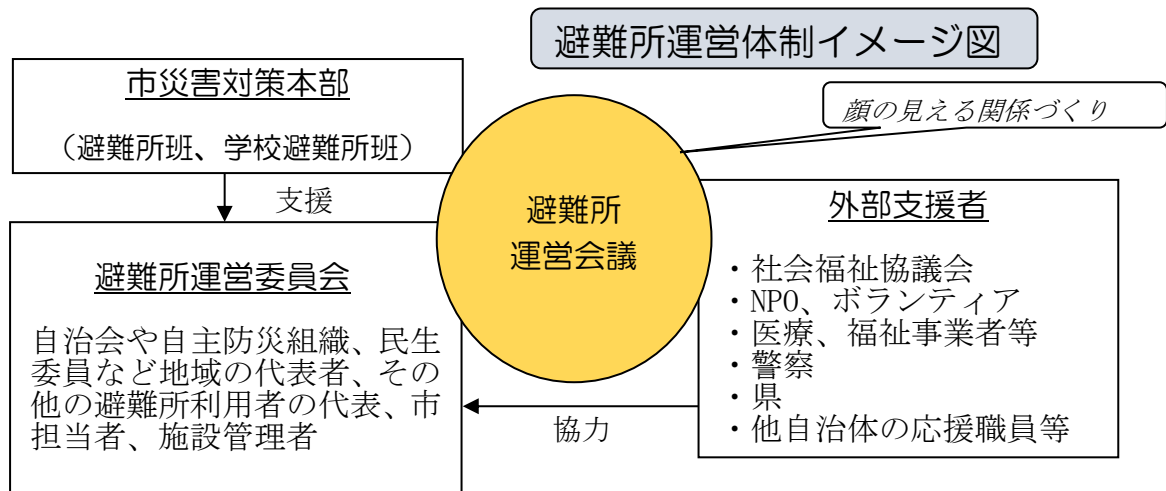 避難所運営体制イメージ図
市災害対策本部
（避難所班、学校避難所班）
顔の見える関係づくり
支援
避難所
運営会議
避難所運営委員会
自治会や自主防災組織、民生
委員など地域の代表者、その
他の避難所利用者の代表、市
担当者、施設管理者
外部支援者
・社会福祉協議会
・NPO、ボランティア
・医療、福祉事業者等
・警察
・県
・他自治体の応援職員等
協力